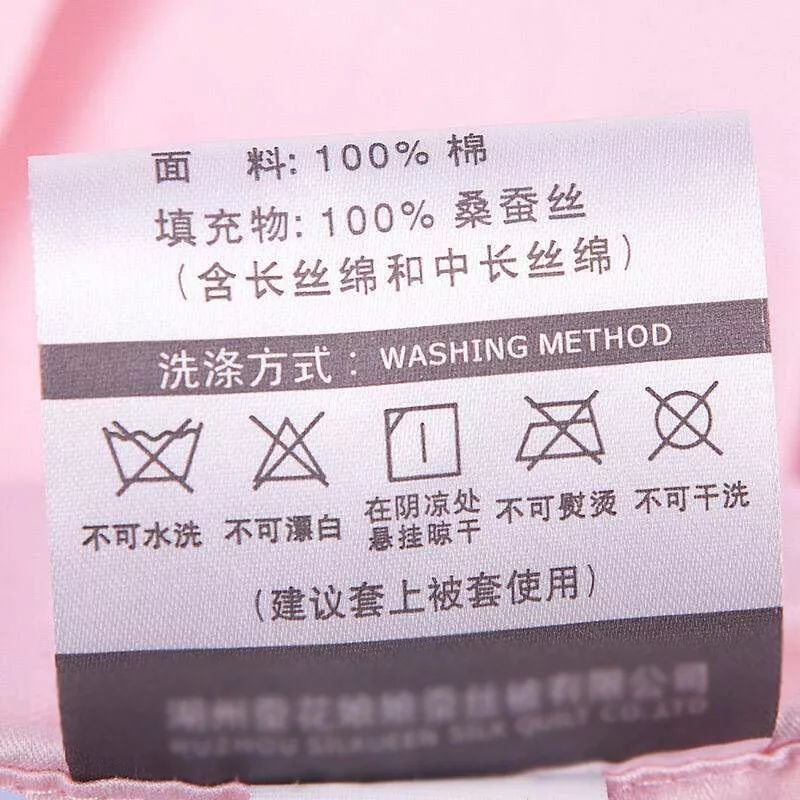 面 料: 100% 棉
填充物: 100% 桑蚕丝
(含长丝绵和中长丝绵)
洗涤方式: WASHING METHOD
不可水洗 不可漂白 在阴凉处悬挂晾干 不可熨烫 不可干洗
(建议套上被套使用)